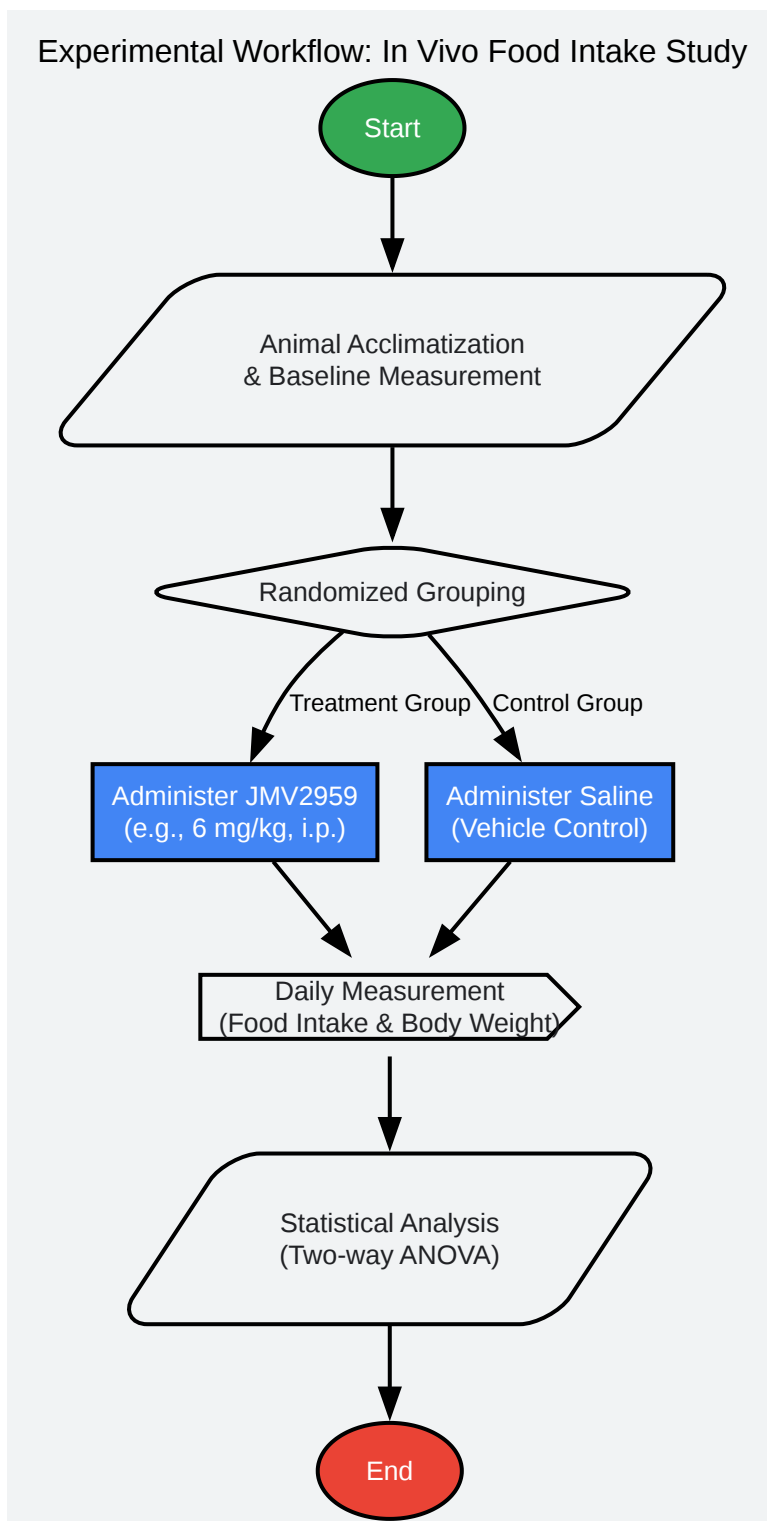 Experimental Workflow: In Vivo Food Intake Study
Start
Animal Acclimatization
& Baseline Measurement
Randomized Grouping
Treatment Group
Control Group
Administer JMV2959
(e.g., 6 mg/kg, i.p.)
Administer Saline
(Vehicle Control)
Daily Measurement
(Food Intake & Body Weight)
Statistical Analysis
(Two-way ANOVA)
End